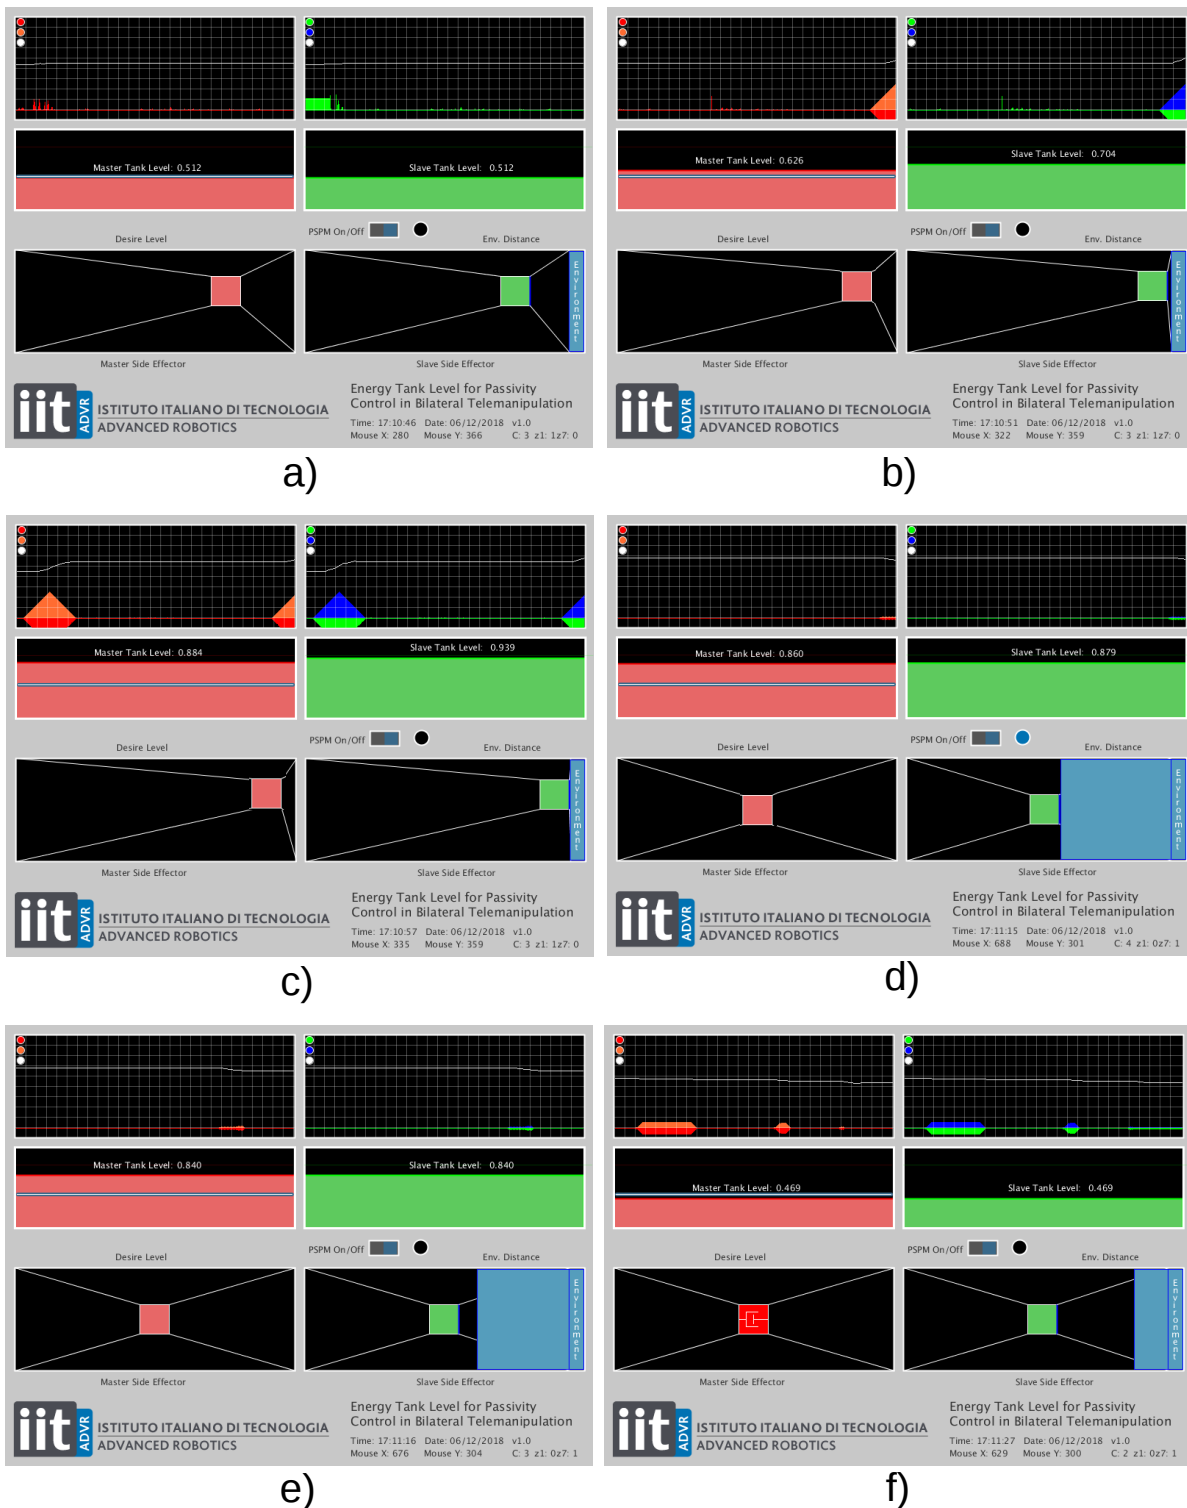 Master Tank Level: 0.512
Slave Tank Level: 0.512
PSPM On/Off
Desire Level
Env. Distance
Environment
Master Side Effector
Slave Side Effector
iit ADVR
ISTITUTO ITALIANO DI TECNOLOGIA
ADVANCED ROBOTICS
Energy Tank Level for Passivity
Control in Bilateral Telemanipulation
Time: 17:10:46 Date: 06/12/2018 v1.0
Mouse X: 280 Mouse Y: 366 C: 3 z1: 1z7: 0
a)
Master Tank Level: 0.626
Slave Tank Level: 0.704
PSPM On/Off
Desire Level
Env. Distance
Environment
Master Side Effector
Slave Side Effector
iit ADVR
ISTITUTO ITALIANO DI TECNOLOGIA
ADVANCED ROBOTICS
Energy Tank Level for Passivity
Control in Bilateral Telemanipulation
Time: 17:10:51 Date: 06/12/2018 v1.0
Mouse X: 322 Mouse Y: 359 C: 3 z1: 1z7: 0
b)
Master Tank Level: 0.884
Slave Tank Level: 0.939
PSPM On/Off
Desire Level
Env. Distance
Environment
Master Side Effector
Slave Side Effector
iit ADVR
ISTITUTO ITALIANO DI TECNOLOGIA
ADVANCED ROBOTICS
Energy Tank Level for Passivity
Control in Bilateral Telemanipulation
Time: 17:10:57 Date: 06/12/2018 v1.0
Mouse X: 335 Mouse Y: 359 C: 3 z1: 1z7: 0
c)
Master Tank Level: 0.860
Slave Tank Level: 0.879
PSPM On/Off
Desire Level
Env. Distance
Environment
Master Side Effector
Slave Side Effector
iit ADVR
ISTITUTO ITALIANO DI TECNOLOGIA
ADVANCED ROBOTICS
Energy Tank Level for Passivity
Control in Bilateral Telemanipulation
Time: 17:11:15 Date: 06/12/2018 v1.0
Mouse X: 688 Mouse Y: 301 C: 4 z1: 0z7: 1
d)
Master Tank Level: 0.840
Slave Tank Level: 0.840
PSPM On/Off
Desire Level
Env. Distance
Environment
Master Side Effector
Slave Side Effector
iit ADVR
ISTITUTO ITALIANO DI TECNOLOGIA
ADVANCED ROBOTICS
Energy Tank Level for Passivity
Control in Bilateral Telemanipulation
Time: 17:11:16 Date: 06/12/2018 v1.0
Mouse X: 676 Mouse Y: 304 C: 3 z1: 0z7: 1
e)
Master Tank Level: 0.469
Slave Tank Level: 0.469
PSPM On/Off
Desire Level
Env. Distance
Environment
Master Side Effector
Slave Side Effector
iit ADVR
ISTITUTO ITALIANO DI TECNOLOGIA
ADVANCED ROBOTICS
Energy Tank Level for Passivity
Control in Bilateral Telemanipulation
Time: 17:11:27 Date: 06/12/2018 v1.0
Mouse X: 629 Mouse Y: 300 C: 2 z1: 0z7: 1
f)